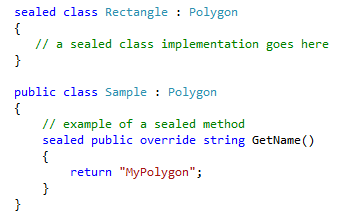 sealed class Rectangle : Polygon
{
   // a sealed class implementation goes here
}
public class Sample : Polygon
{
    // example of a sealed method
    sealed public override string GetName()
    {
        return "MyPolygon";
    }
}